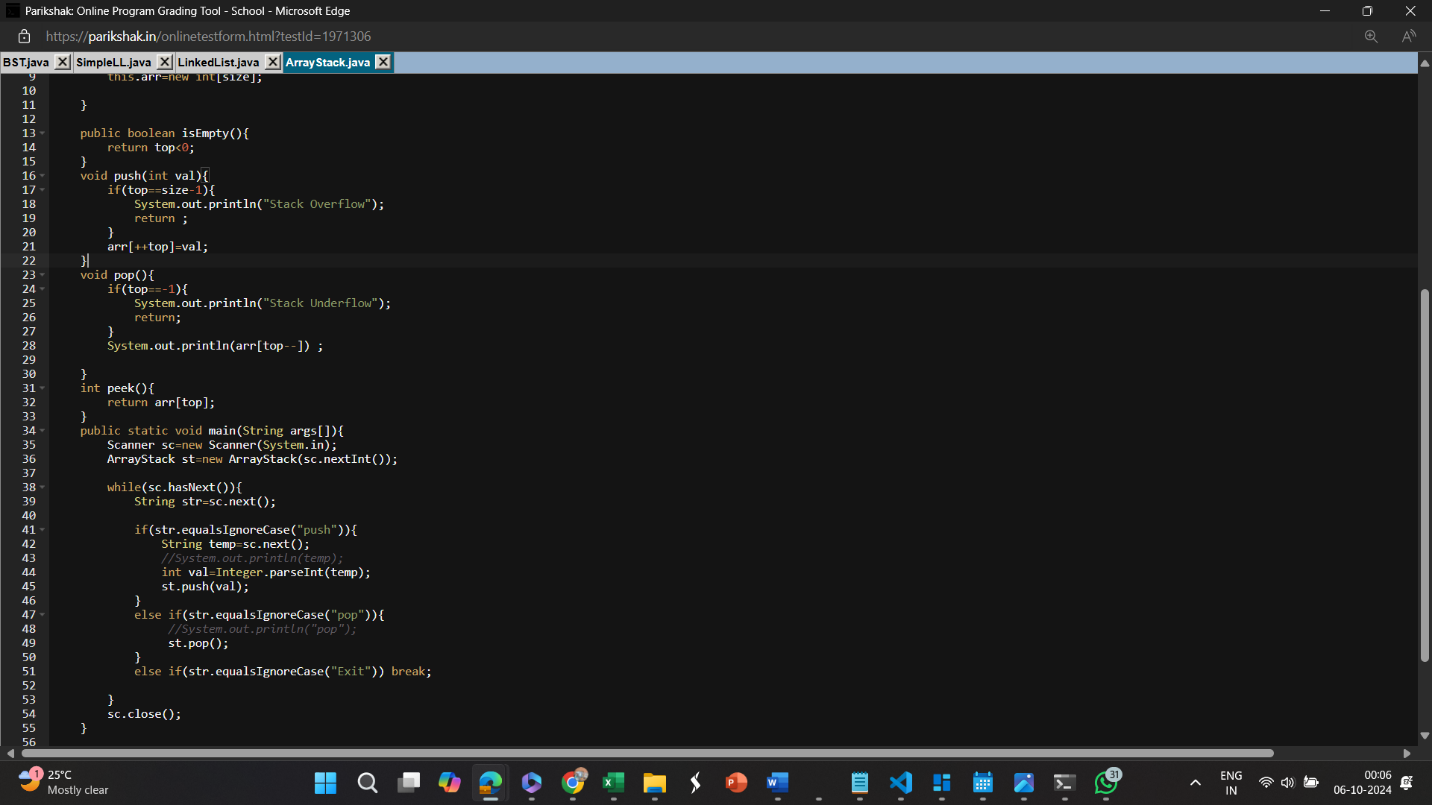 Parikshak: Online Program Grading Tool - School - Microsoft Edge
https://parikshak.in/onlinetestform.html?testId=1971306
BST.java SimpleLL.java LinkedList.java ArrayStack.java
9 this.arr=new int[size];
10
11 }
12
13 public boolean isEmpty(){
14 return top<0;
15 }
16 void push(int val){
17 if(top==size-1){
18 System.out.println("Stack Overflow");
19 return ;
20 }
21 arr[++top]=val;
22 }
23 void pop(){
24 if(top==-1){
25 System.out.println("Stack Underflow");
26 return;
27 }
28 System.out.println(arr[top--]) ;
29
30 }
31 int peek(){
32 return arr[top];
33 }
34 public static void main(String args[]){
35 Scanner sc=new Scanner(System.in);
36 ArrayStack st=new ArrayStack(sc.nextInt());
37
38 while(sc.hasNext()){
39 String str=sc.next();
40
41 if(str.equalsIgnoreCase("push")){
42 String temp=sc.next();
43 //System.out.println(temp);
44 int val=Integer.parseInt(temp);
45 st.push(val);
46 }
47 else if(str.equalsIgnoreCase("pop")){
48 //System.out.println("pop");
49 st.pop();
50 }
51 else if(str.equalsIgnoreCase("Exit")) break;
52
53 }
54 sc.close();
55 }
56
1 25°C
Mostly clear
31
ENG
IN
00:06
06-10-2024